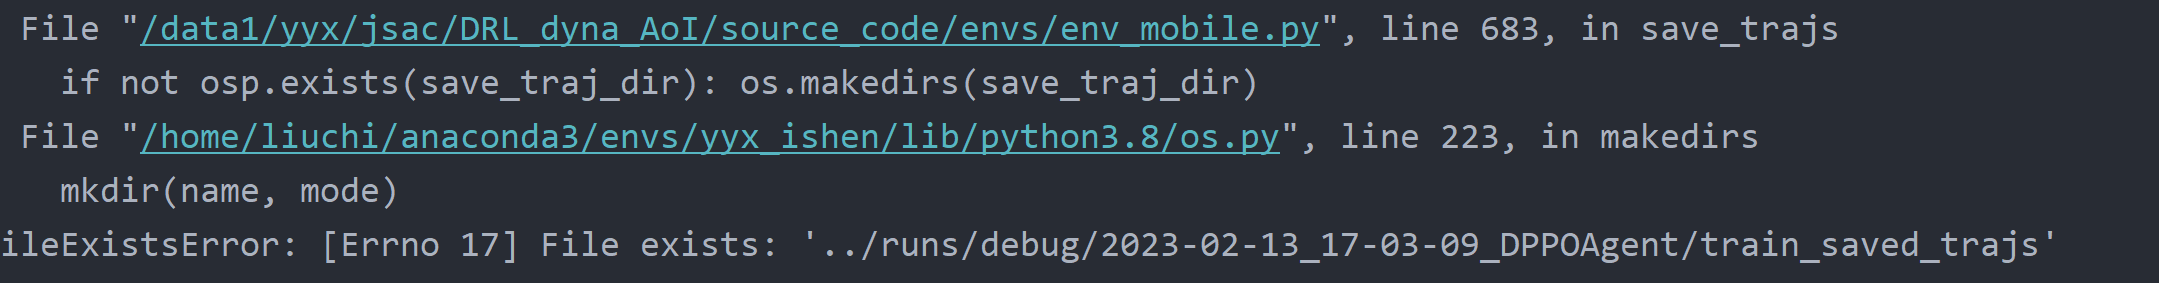 File "/data1/yyx/jsac/DRL_dyna_AoI/source_code/envs/env_mobile.py", line 683, in save_trajs
if not osp.exists(save_traj_dir): os.makedirs(save_traj_dir)
File "/home/liuchi/anaconda3/envs/yyx_ishen/lib/python3.8/os.py", line 223, in makedirs
mkdir(name, mode)
ileExistsError: [Errno 17] File exists: '../runs/debug/2023-02-13_17-03-09_DPPOAgent/train_saved_trajs'